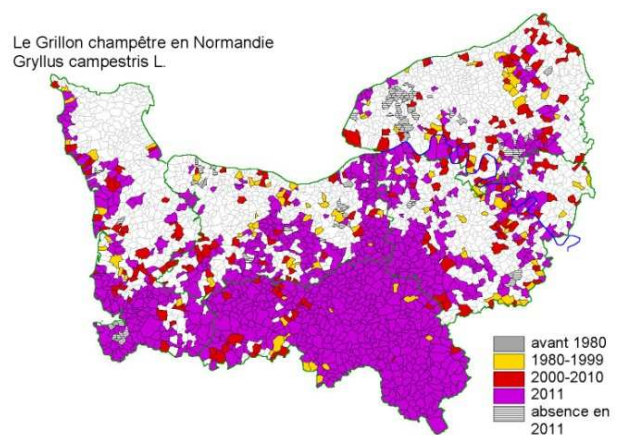 Le Grillon champêtre en Normandie
Gryllus campestris L.
avant 1980
1980-1999
2000-2010
2011
absence en
2011